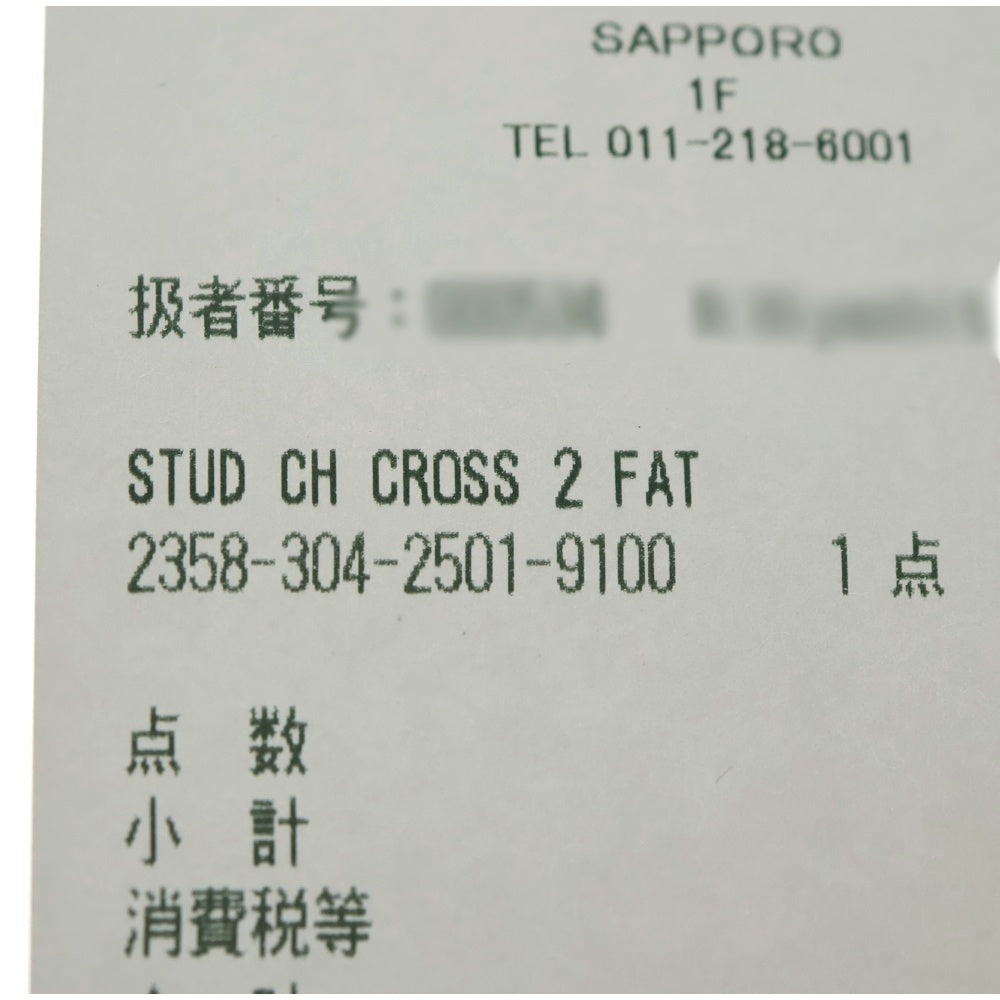 SAPPORO
1F
TEL 011-218-6001
扱者番号:
STUD CH CROSS 2 FAT
2358-304-2501-9100 1 点
点 数
小 計
消費税等